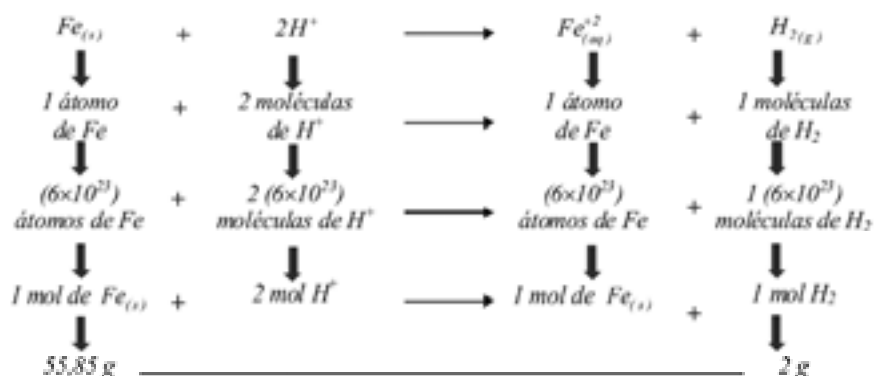 Fe(s) + 2H⁺ ⟶ Fe⁺²(aq) + H₂(g)
1 átomo + 2 moléculas ⟶ 1 átomo + 1 moléculas
de Fe de H⁺ de Fe de H₂
(6×10²³) + 2 (6×10²³) ⟶ (6×10²³) + 1 (6×10²³)
átomos de Fe moléculas de H⁺ átomos de Fe moléculas de H₂
1 mol de Fe(s) + 2 mol H⁺ ⟶ 1 mol de Fe(s) + 1 mol H₂
55,85 g 2 g